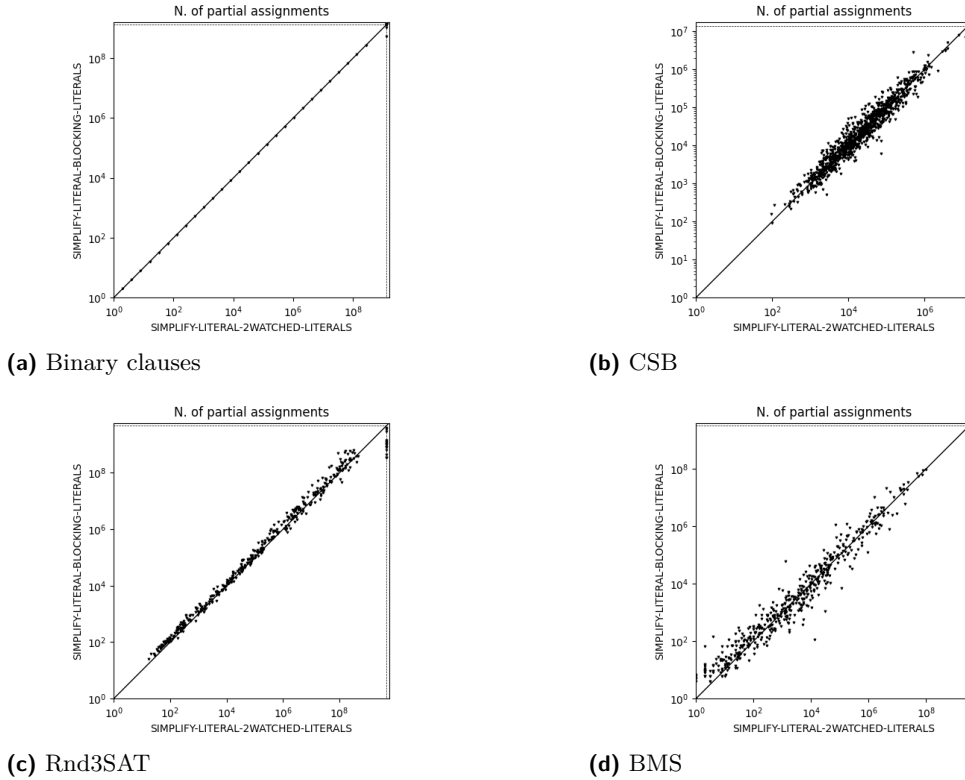 N. of partial assignments
SIMPLIFY-LITERAL-BLOCKING-LITERALS
10^8
10^6
10^4
10^2
10^0
10^0 10^2 10^4 10^6 10^8
SIMPLIFY-LITERAL-2WATCHED-LITERALS
(a) Binary clauses
N. of partial assignments
SIMPLIFY-LITERAL-BLOCKING-LITERALS
10^7
10^6
10^5
10^4
10^3
10^2
10^1
10^0
10^0 10^2 10^4 10^6
SIMPLIFY-LITERAL-2WATCHED-LITERALS
(b) CSB
N. of partial assignments
SIMPLIFY-LITERAL-BLOCKING-LITERALS
10^8
10^6
10^4
10^2
10^0
10^0 10^2 10^4 10^6 10^8
SIMPLIFY-LITERAL-2WATCHED-LITERALS
(c) Rnd3SAT
N. of partial assignments
SIMPLIFY-LITERAL-BLOCKING-LITERALS
10^8
10^6
10^4
10^2
10^0
10^0 10^2 10^4 10^6 10^8
SIMPLIFY-LITERAL-2WATCHED-LITERALS
(d) BMS